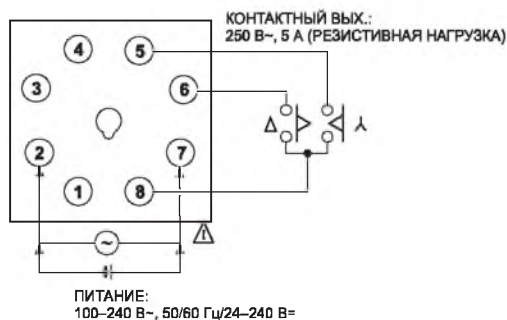 КОНТАКТНЫЙ ВЫХ.:
250 В~, 5 А (РЕЗИСТИВНАЯ НАГРУЗКА)
4 5
3 6
2 7
1 8
Δ
⅄
~
ПИТАНИЕ:
100–240 В~, 50/60 Гц/24–240 В=